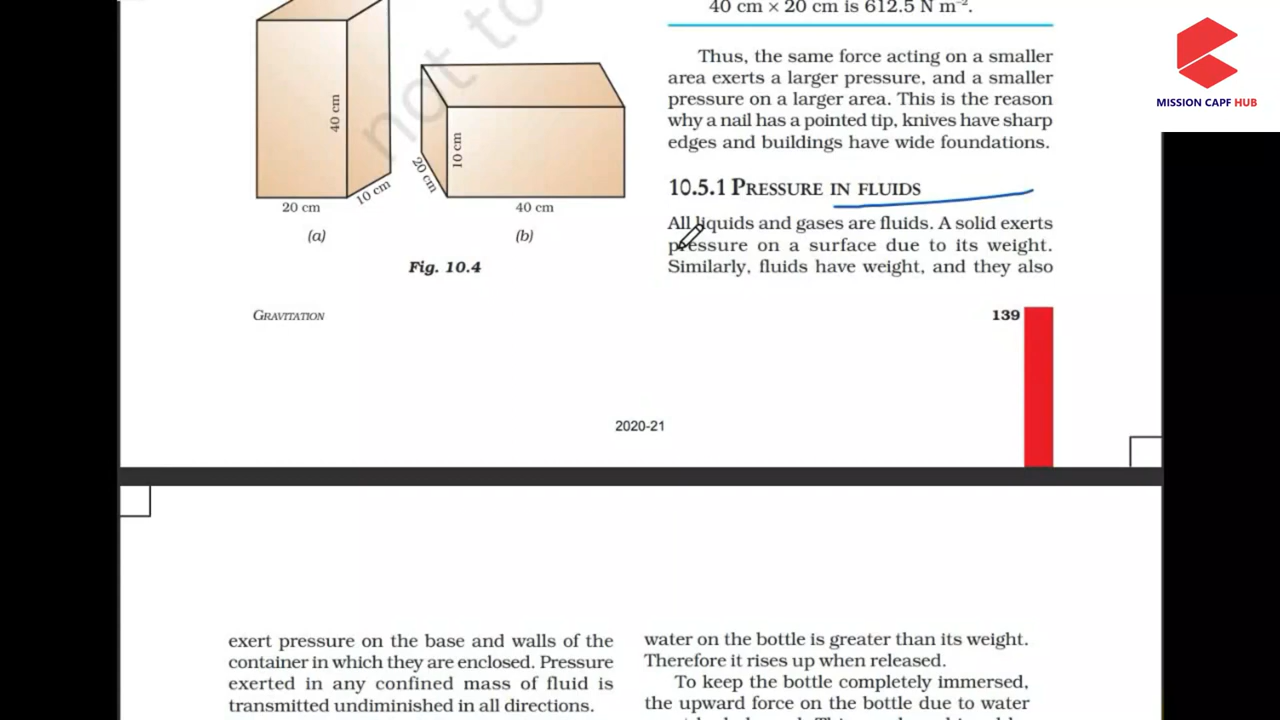 40 cm × 20 cm is 612.5 N m⁻².
MISSION CAPF HUB
not to
40 cm
20 cm
10 cm
(a)
20 cm
10 cm
40 cm
(b)
Fig. 10.4
Thus, the same force acting on a smaller
area exerts a larger pressure, and a smaller
pressure on a larger area. This is the reason
why a nail has a pointed tip, knives have sharp
edges and buildings have wide foundations.
10.5.1 PRESSURE IN FLUIDS
All liquids and gases are fluids. A solid exerts
pressure on a surface due to its weight.
Similarly, fluids have weight, and they also
GRAVITATION
139
2020-21
exert pressure on the base and walls of the
container in which they are enclosed. Pressure
exerted in any confined mass of fluid is
transmitted undiminished in all directions.
water on the bottle is greater than its weight.
Therefore it rises up when released.
To keep the bottle completely immersed,
the upward force on the bottle due to water